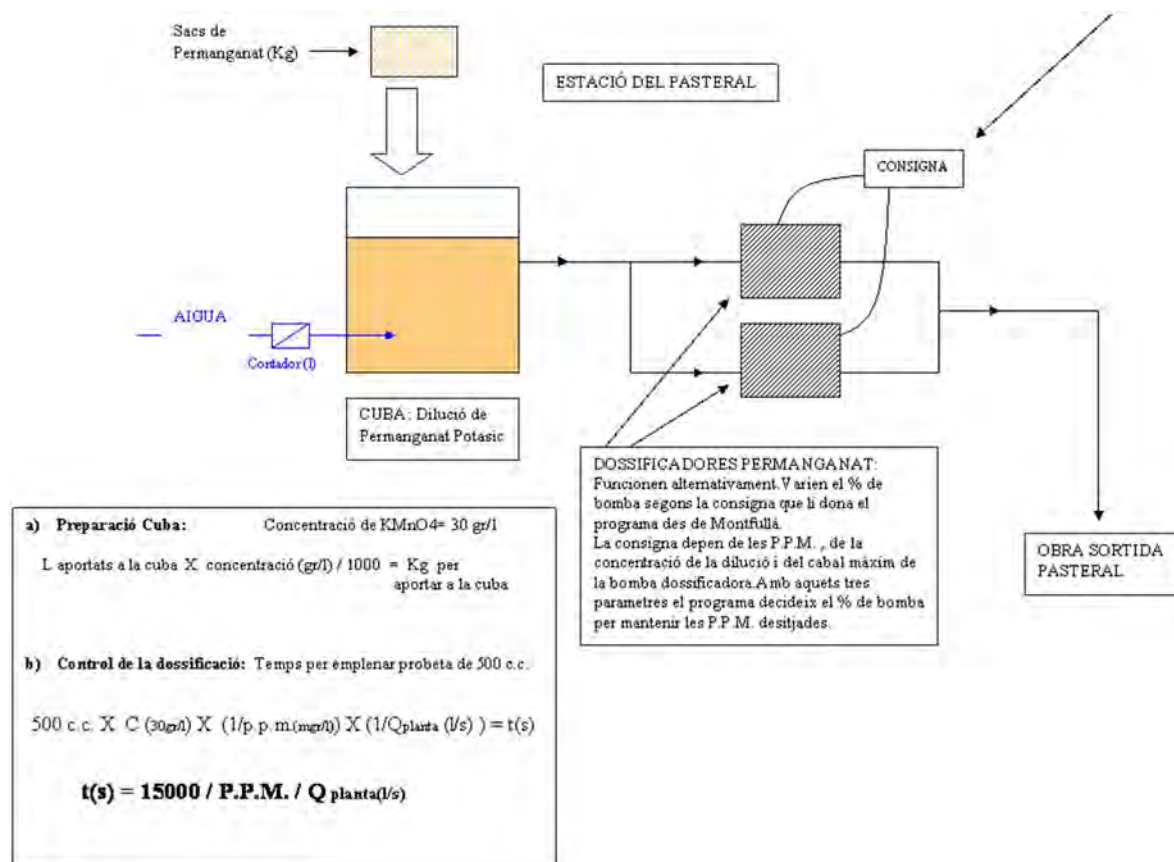 Sacs de
Permanganat (Kg)
ESTACIÓ DEL PASTERAL
CONSIGNA
AIGUA
Contador (l)
CUBA : Dilució de
Permanganat Potasic
DOSSIFICADORES PERMANGANAT:
Funcionen alternativament. Varien el % de
bomba segons la consigna que li dona el
programa des de Montfullà.
La consigna depen de les P.P.M. , de la
concentració de la dilució i del cabal màxim de
la bomba dossificadora. Amb aquets tres
parametres el programa decideix el % de bomba
per mantenir les P.P.M. desitjades.
OBRA SORTIDA
PASTERAL
a) Preparació Cuba: Concentració de KMnO4= 30 gr/l
L aportats a la cuba X concentració (gr/l) / 1000 = Kg per
aportar a la cuba
b) Control de la dossificació: Temps per emplenar probeta de 500 c.c.
500 c.c. X C (30gr/l) X (1/p.p.m.(mgr/l)) X (1/Qplanta (l/s) ) = t(s)
t(s) = 15000 / P.P.M. / Q planta(l/s)